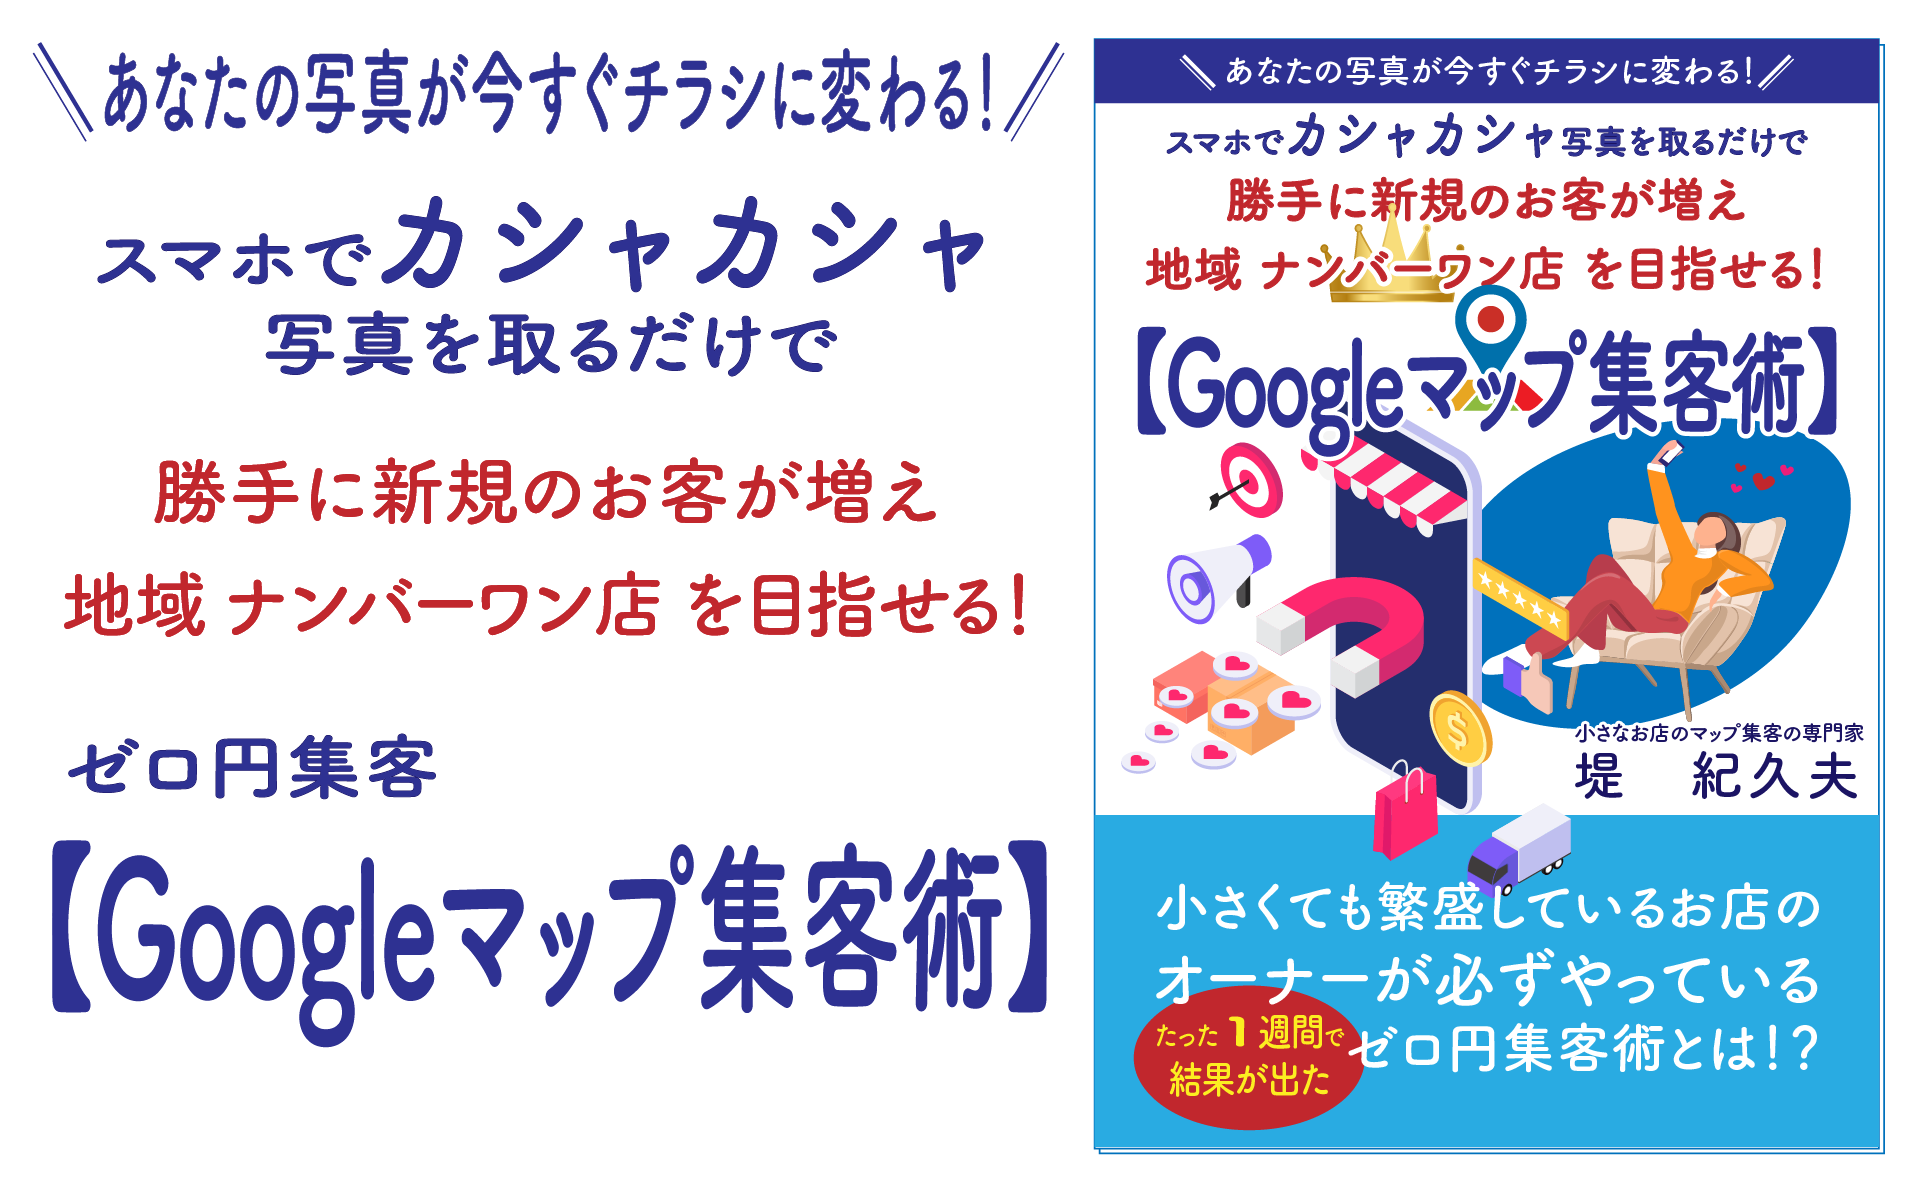 あなたの写真が今すぐチラシに変わる!
スマホでカシャカシャ
写真を取るだけで
勝手に新規のお客が増え
地域 ナンバーワン店 を目指せる!
ゼロ円集客
【Googleマップ集客術】
あなたの写真が今すぐチラシに変わる!
スマホでカシャカシャ写真を取るだけで
勝手に新規のお客が増え
地域 ナンバーワン店 を目指せる!
【Googleマップ集客術】
小さなお店のマップ集客の専門家
堤 紀久夫
小さくても繁盛しているお店の
オーナーが必ずやっている
ゼロ円集客術とは!?
たった1週間で
結果が出た